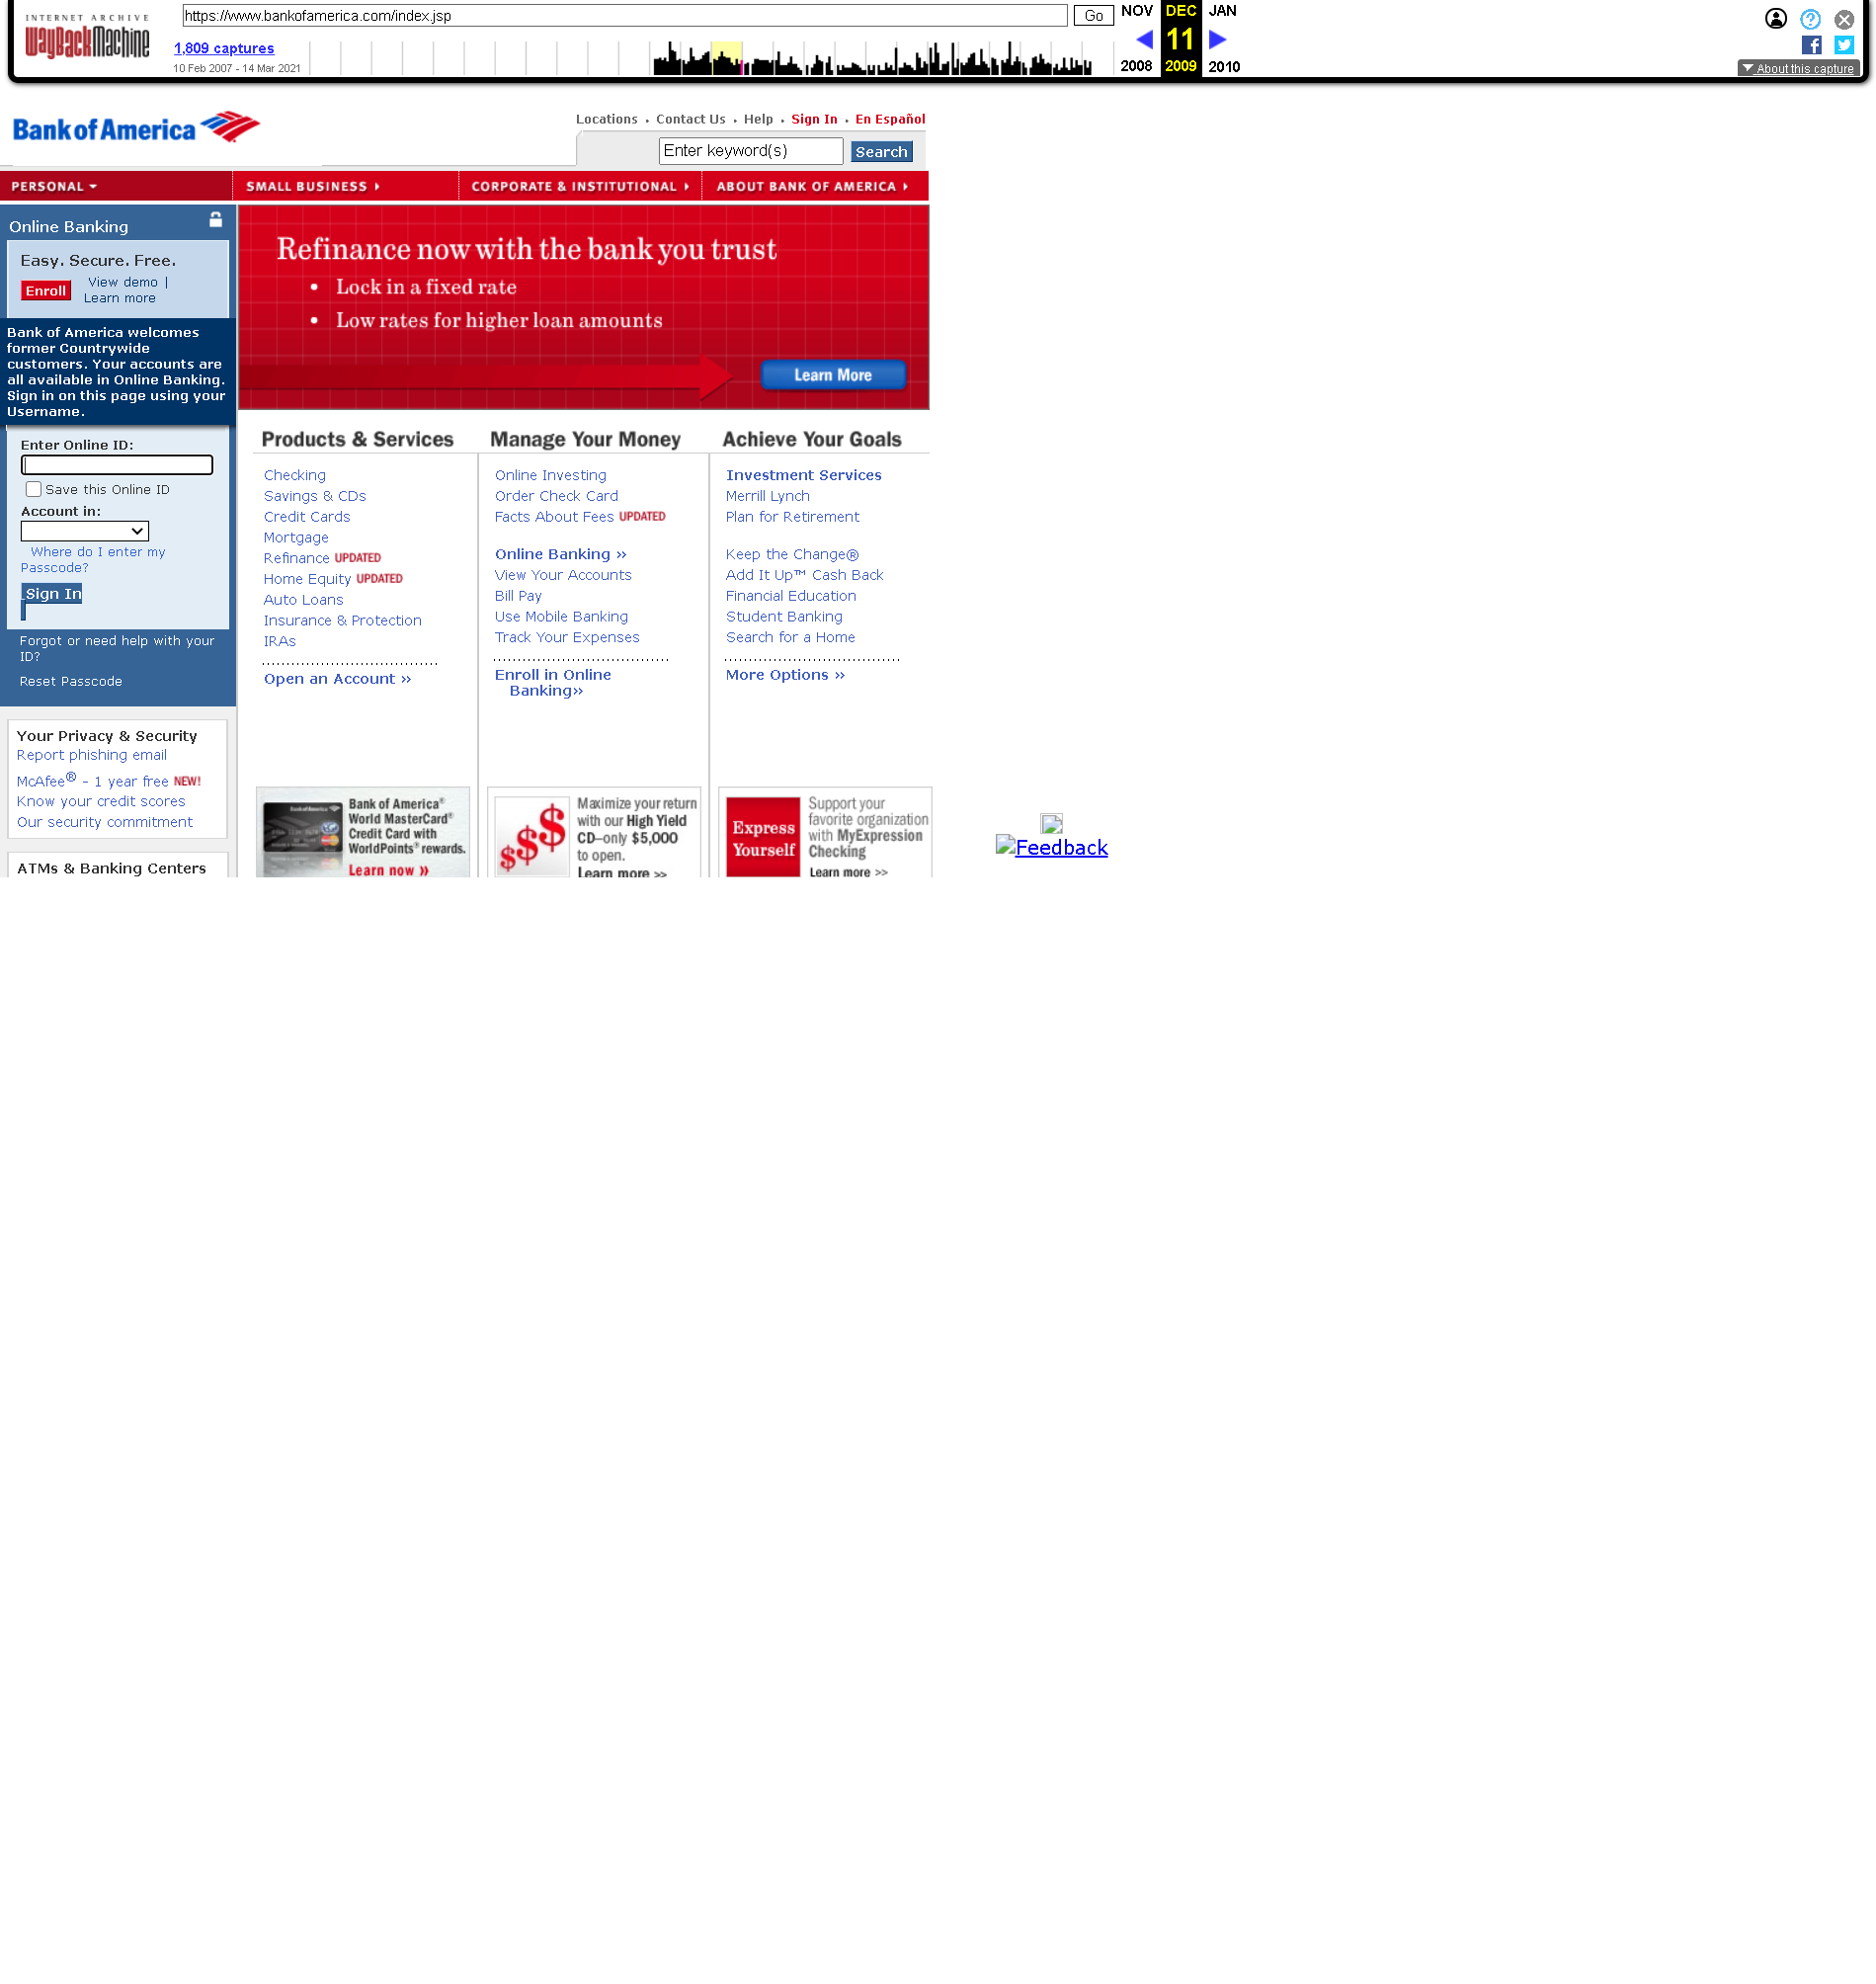 INTERNET ARCHIVE
WayBackMachine
https://www.bankofamerica.com/index.jsp
Go
NOV DEC JAN
11
2008 2009 2010
1,809 captures
10 Feb 2007 - 14 Mar 2021
About this capture
Bank of America
Locations • Contact Us • Help • Sign In • En Español
Enter keyword(s)
Search
PERSONAL
SMALL BUSINESS
CORPORATE & INSTITUTIONAL
ABOUT BANK OF AMERICA
Online Banking
Easy. Secure. Free.
Enroll
View demo |
Learn more
Bank of America welcomes
former Countrywide
customers. Your accounts are
all available in Online Banking.
Sign in on this page using your
Username.
Enter Online ID:
Save this Online ID
Account in:
Where do I enter my
Passcode?
Sign In
Forgot or need help with your
ID?
Reset Passcode
Your Privacy & Security
Report phishing email
McAfee® - 1 year free NEW!
Know your credit scores
Our security commitment
ATMs & Banking Centers
Refinance now with the bank you trust
• Lock in a fixed rate
• Low rates for higher loan amounts
Learn More
Products & Services
Checking
Savings & CDs
Credit Cards
Mortgage
Refinance UPDATED
Home Equity UPDATED
Auto Loans
Insurance & Protection
IRAs
Open an Account ››
Manage Your Money
Online Investing
Order Check Card
Facts About Fees UPDATED
Online Banking ››
View Your Accounts
Bill Pay
Use Mobile Banking
Track Your Expenses
Enroll in Online
Banking››
Achieve Your Goals
Investment Services
Merrill Lynch
Plan for Retirement
Keep the Change®
Add It Up™ Cash Back
Financial Education
Student Banking
Search for a Home
More Options ››
Bank of America®
World MasterCard®
Credit Card with
WorldPoints® rewards.
Learn now »
$$$
Maximize your return
with our High Yield
CD–only $5,000
to open.
Learn more >>
Express
Yourself
Support your
favorite organization
with MyExpression
Checking
Learn more >>
Feedback